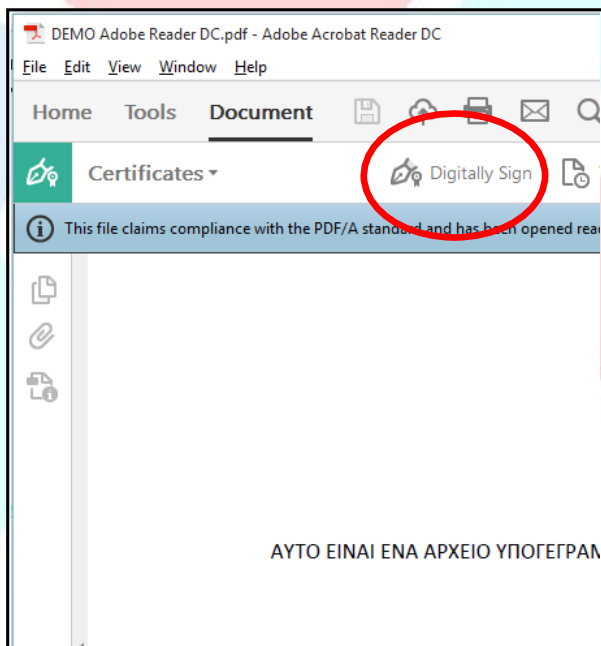 DEMO Adobe Reader DC.pdf - Adobe Acrobat Reader DC
File Edit View Window Help
Home Tools Document
Certificates Digitally Sign
This file claims compliance with the PDF/A standard and has been opened read
ΑΥΤΟ ΕΙΝΑΙ ΕΝΑ ΑΡΧΕΙΟ ΥΠΟΓΕΓΡΑΜ